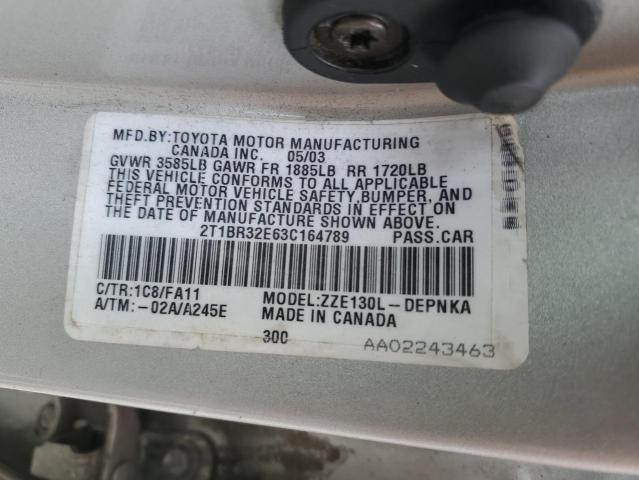 MFD.BY:TOYOTA MOTOR MANUFACTURING
CANADA INC. 05/03
GVWR 3585LB GAWR FR 1885LB RR 1720LB
THIS VEHICLE CONFORMS TO ALL APPLICABLE
FEDERAL MOTOR VEHICLE SAFETY,BUMPER, AND
THEFT PREVENTION STANDARDS IN EFFECT ON
THE DATE OF MANUFACTURE SHOWN ABOVE.
2T1BR32E63C164789 PASS.CAR
C/TR:1C8/FA11 MODEL:ZZE130L-DEPNKA
A/TM:-02A/A245E MADE IN CANADA
300
AA02243463